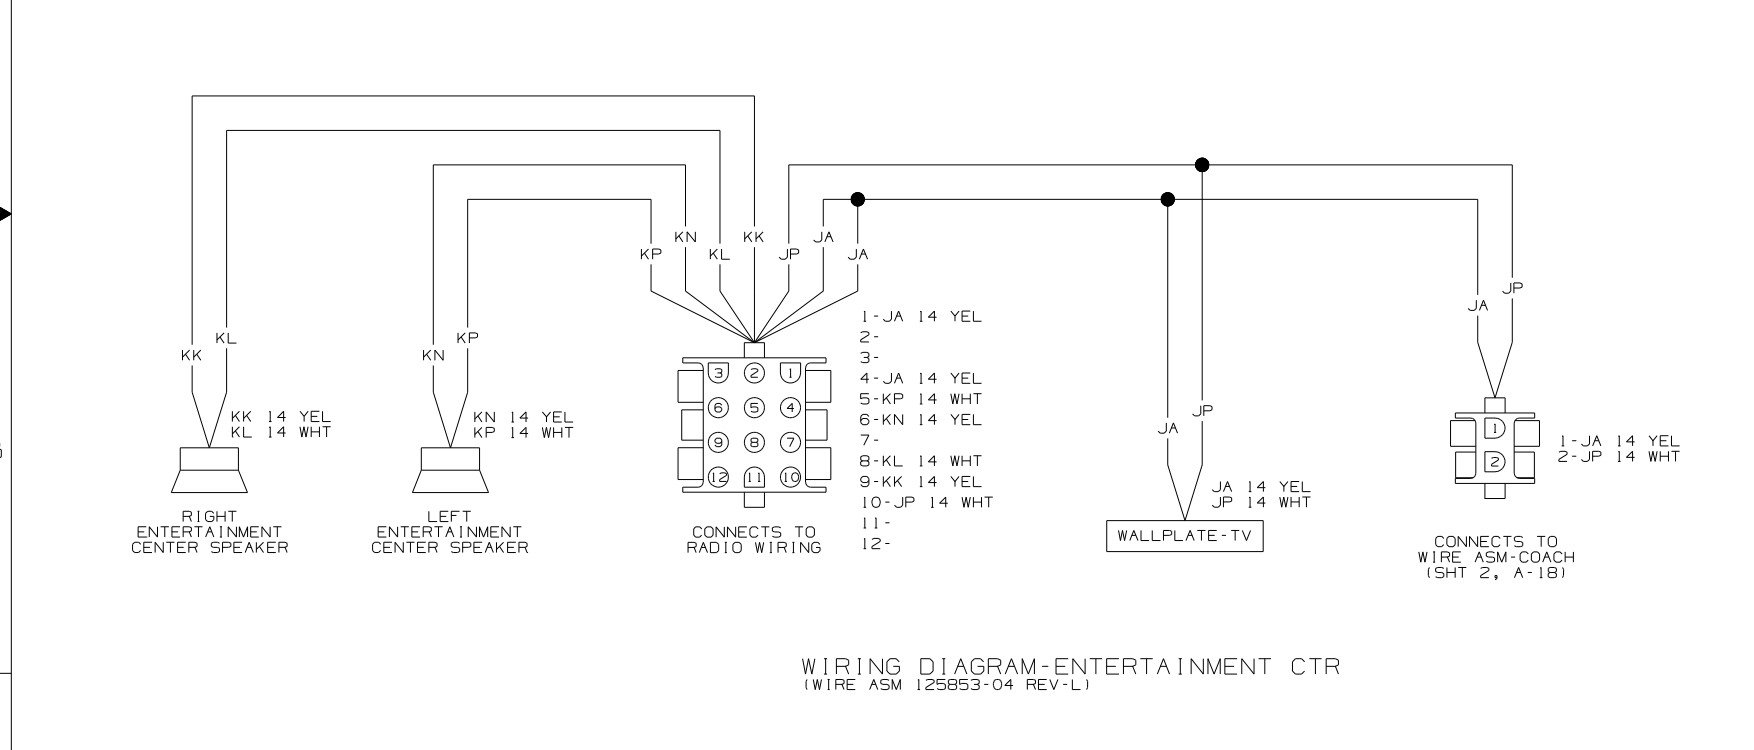 KP
KN
KL
KK
JP
JA
JA
KK
KL
KN
KP
JA
JP
JA
JP
KK 14 YEL
KL 14 WHT
RIGHT
ENTERTAINMENT
CENTER SPEAKER
KN 14 YEL
KP 14 WHT
LEFT
ENTERTAINMENT
CENTER SPEAKER
3 2 1
6 5 4
9 8 7
12 11 10
CONNECTS TO
RADIO WIRING
1-JA 14 YEL
2-
3-
4-JA 14 YEL
5-KP 14 WHT
6-KN 14 YEL
7-
8-KL 14 WHT
9-KK 14 YEL
10-JP 14 WHT
11-
12-
JA 14 YEL
JP 14 WHT
WALLPLATE-TV
1
2
1-JA 14 YEL
2-JP 14 WHT
CONNECTS TO
WIRE ASM-COACH
(SHT 2, A-18)
WIRING DIAGRAM-ENTERTAINMENT CTR
(WIRE ASM 125853-04 REV-L)